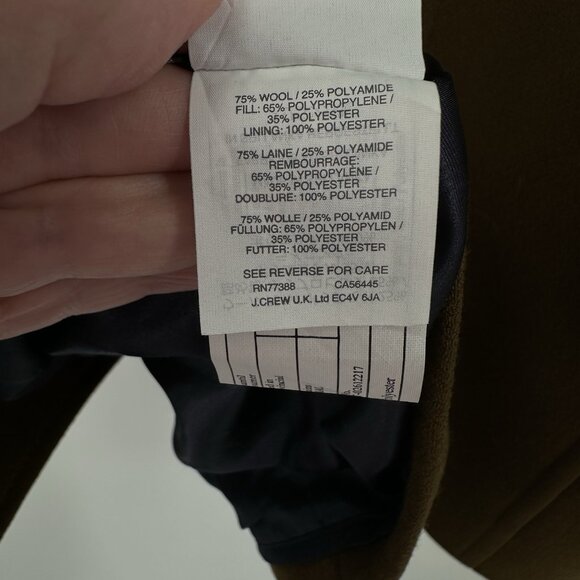 75% WOOL / 25% POLYAMIDE
FILL: 65% POLYPROPYLENE /
35% POLYESTER
LINING: 100% POLYESTER
75% LAINE / 25% POLYAMIDE
REMBOURRAGE:
65% POLYPROPYLÈNE /
35% POLYESTER
DOUBLURE: 100% POLYESTER
75% WOLLE / 25% POLYAMID
FÜLLUNG: 65% POLYPROPYLEN /
35% POLYESTER
FUTTER: 100% POLYESTER
SEE REVERSE FOR CARE
RN77388 CA56445
J.CREW U.K. Ltd EC4V 6JA